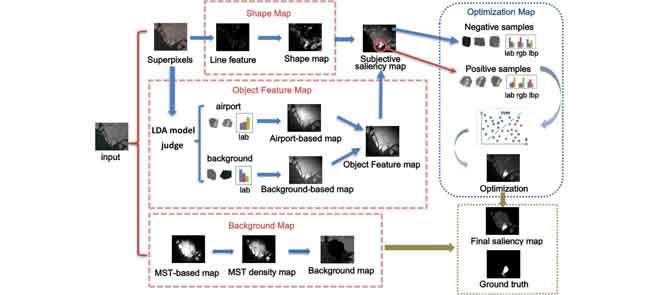 Shape Map
Superpixels
Line feature
Shape map
Subjective
saliency map
Optimization Map
Negative samples
lab rgb lbp
Positive samples
lab rgb lbp
Optimization
Object Feature Map
LDA model
judge
airport
lab
Airport-based map
background
lab
Background-based map
Object Feature map
input
Background Map
MST-based map
MST density map
Background map
Final saliency map
Ground truth